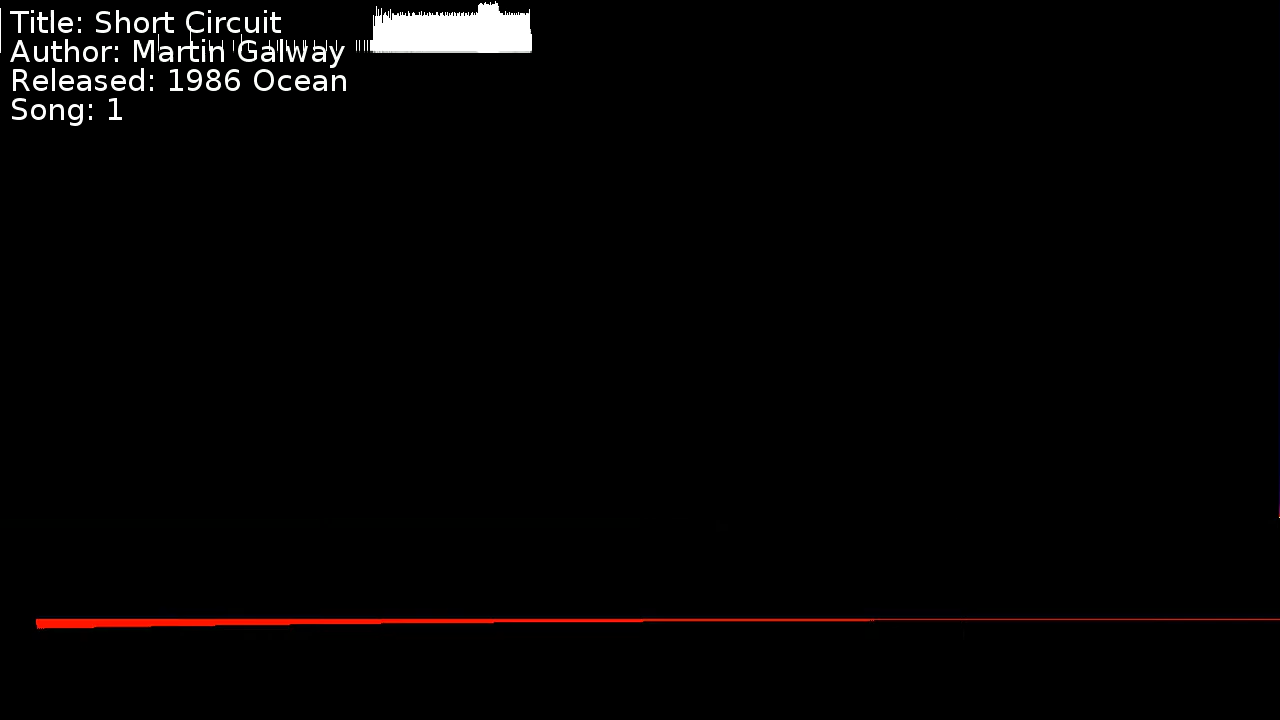 Title: Short Circuit
Author: Martin Galway
Released: 1986 Ocean
Song: 1